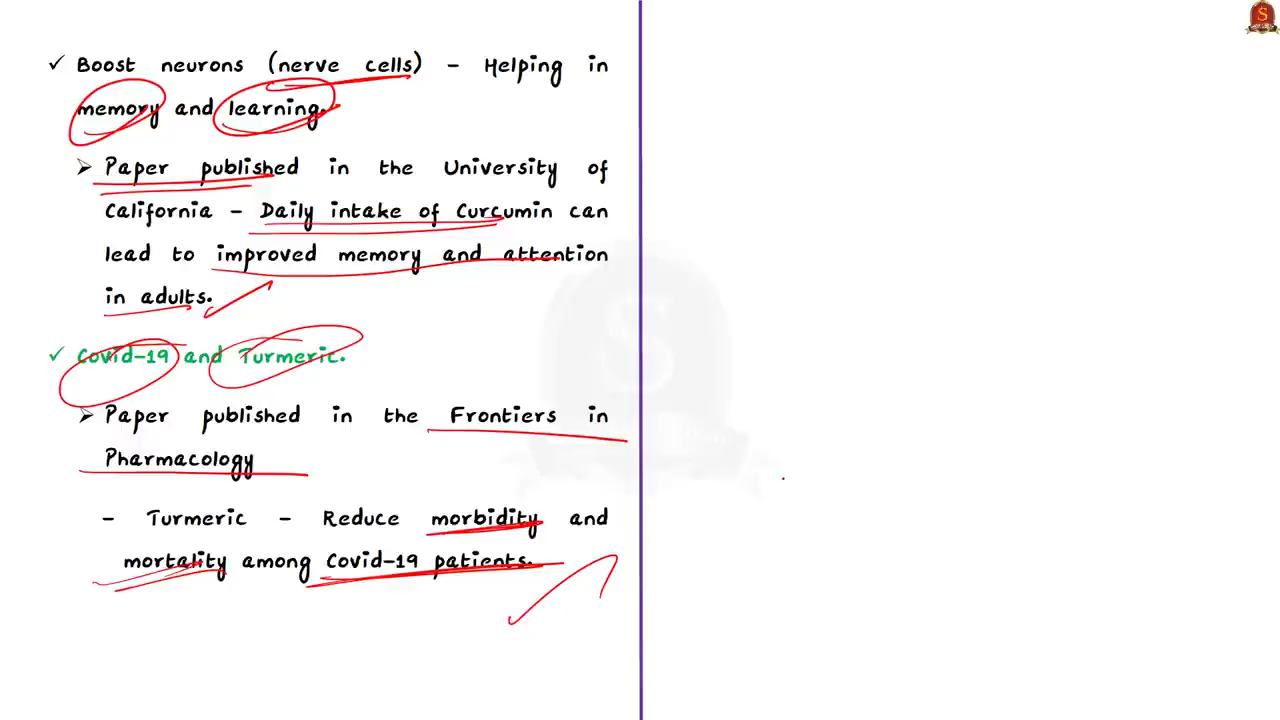 ✓ Boost neurons (nerve cells) – Helping in
memory and learning.
➢ Paper published in the University of
California – Daily intake of Curcumin can
lead to improved memory and attention
in adults.
✓ Covid-19 and Turmeric.
➢ Paper published in the Frontiers in
Pharmacology
– Turmeric – Reduce morbidity and
mortality among Covid-19 patients.